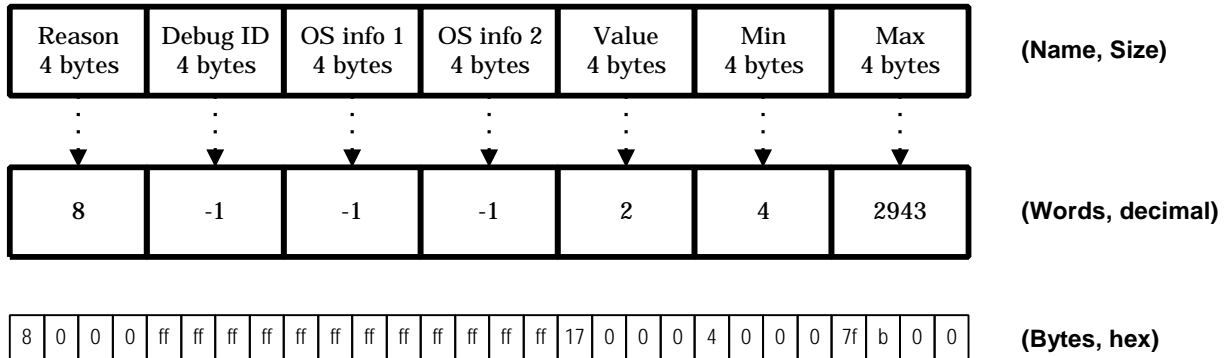 Reason Debug ID OS info 1 OS info 2 Value Min Max
4 bytes 4 bytes 4 bytes 4 bytes 4 bytes 4 bytes 4 bytes
(Name, Size)
8 -1 -1 -1 2 4 2943
(Words, decimal)
8 0 0 0 ff ff ff ff ff ff ff ff ff ff ff ff 17 0 0 0 4 0 0 0 7f b 0 0
(Bytes, hex)